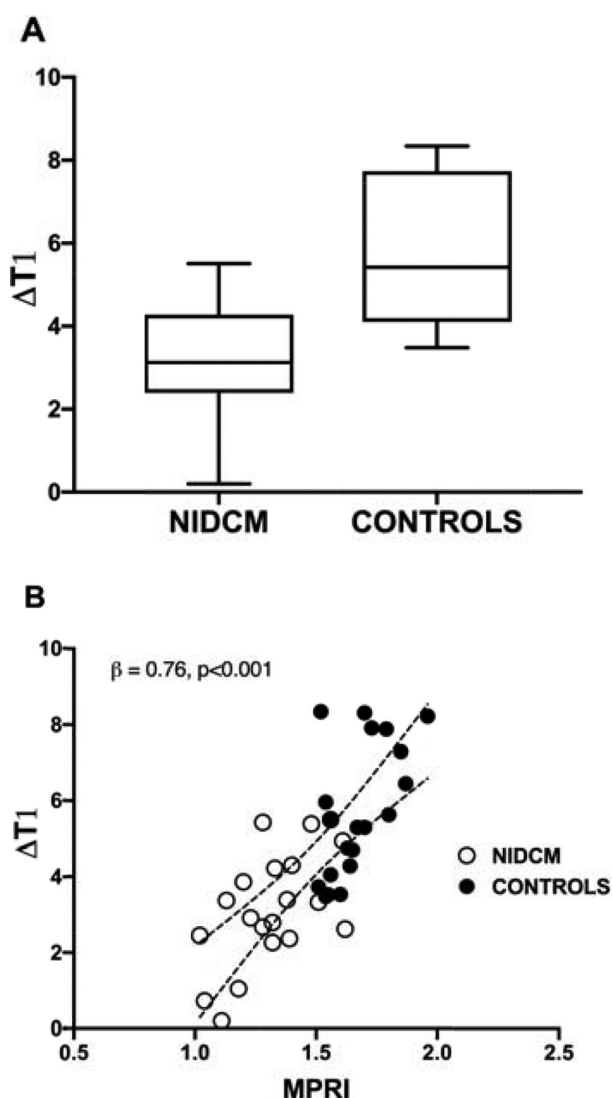 A
10
8
6
4
2
0
ΔT1
NIDCM CONTROLS
B
10
8
6
4
2
0
ΔT1
β = 0.76, p<0.001
NIDCM
CONTROLS
0.5 1.0 1.5 2.0 2.5
MPRI